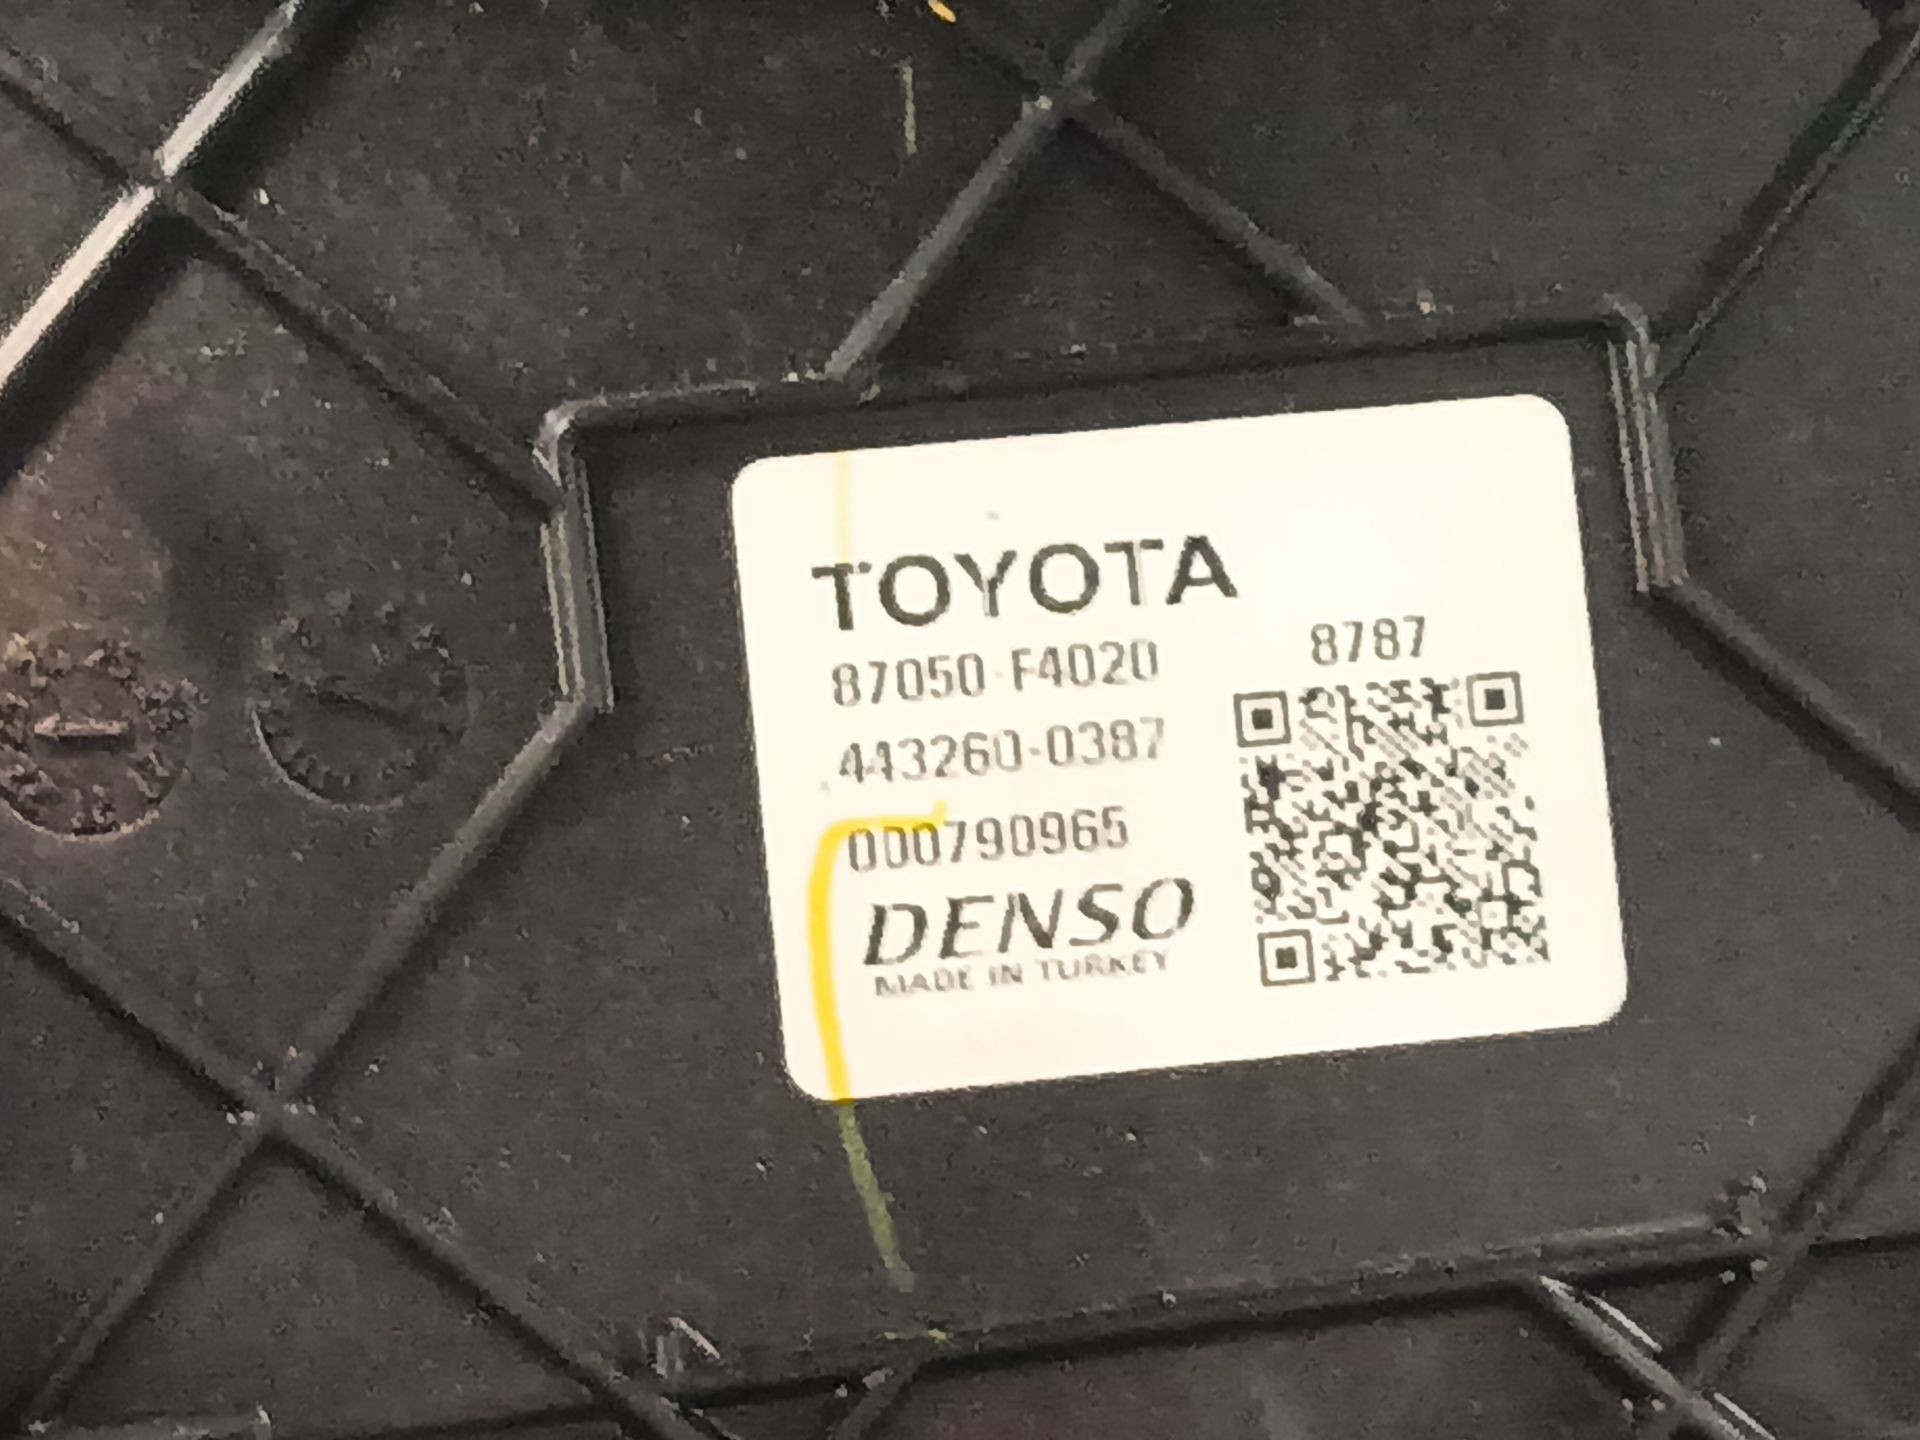 TOYOTA
87050-F4020
8787
443260-0387
000790965
DENSO
MADE IN TURKEY